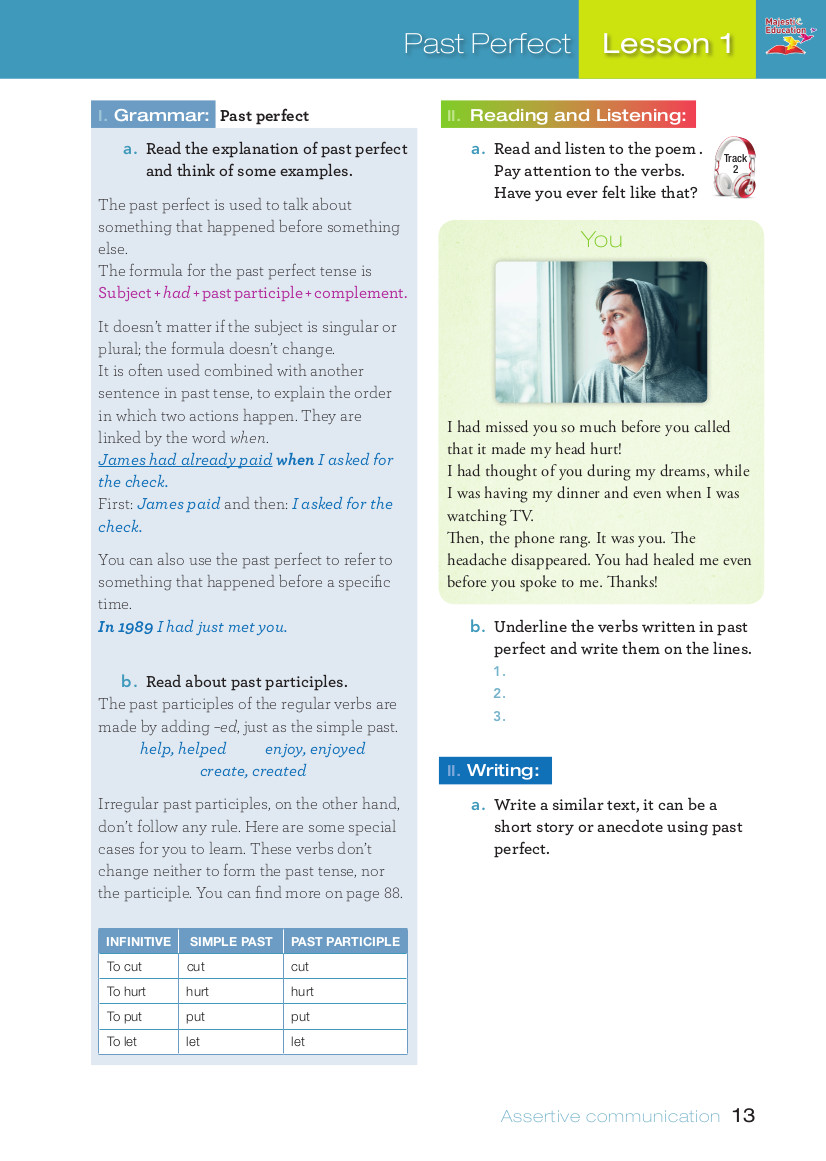 Past Perfect Lesson 1
Majestic
Education
I. Grammar: Past perfect
a. Read the explanation of past perfect
and think of some examples.
The past perfect is used to talk about
something that happened before something
else.
The formula for the past perfect tense is
Subject + had + past participle + complement.
It doesn't matter if the subject is singular or
plural; the formula doesn't change.
It is often used combined with another
sentence in past tense, to explain the order
in which two actions happen. They are
linked by the word when.
James had already paid when I asked for
the check.
First: James paid and then: I asked for the
check.
You can also use the past perfect to refer to
something that happened before a specific
time.
In 1989 I had just met you.
b. Read about past participles.
The past participles of the regular verbs are
made by adding –ed, just as the simple past.
help, helped enjoy, enjoyed
create, created
Irregular past participles, on the other hand,
don't follow any rule. Here are some special
cases for you to learn. These verbs don't
change neither to form the past tense, nor
the participle. You can find more on page 88.
INFINITIVE SIMPLE PAST PAST PARTICIPLE
To cut cut cut
To hurt hurt hurt
To put put put
To let let let
II. Reading and Listening:
a. Read and listen to the poem .
Pay attention to the verbs.
Have you ever felt like that?
Track
2
You
I had missed you so much before you called
that it made my head hurt!
I had thought of you during my dreams, while
I was having my dinner and even when I was
watching TV.
Then, the phone rang. It was you. The
headache disappeared. You had healed me even
before you spoke to me. Thanks!
b. Underline the verbs written in past
perfect and write them on the lines.
1.
2.
3.
II. Writing:
a. Write a similar text, it can be a
short story or anecdote using past
perfect.
Assertive communication 13